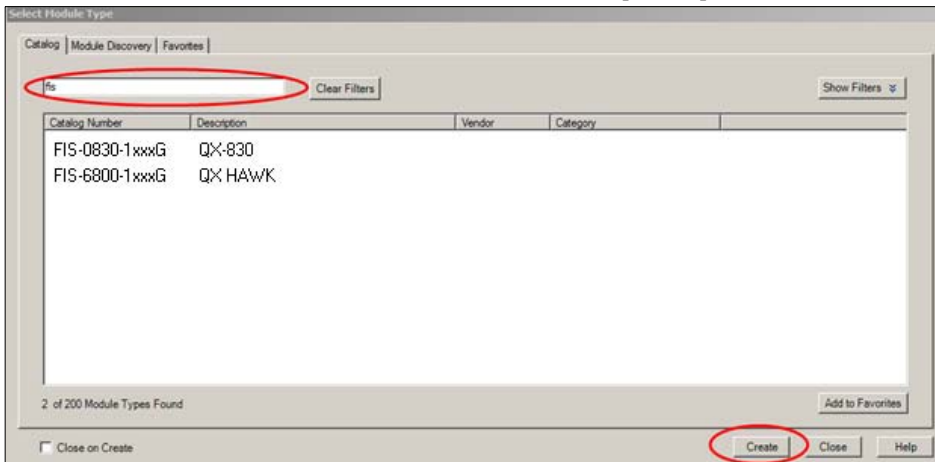 Select Module Type
Catalog Module Discovery Favorites
fis Clear Filters Show Filters
Catalog Number Description Vendor Category
FIS-0830-1xxxG QX-830
FIS-6800-1xxxG QX HAWK
2 of 200 Module Types Found Add to Favorites
Close on Create Create Close Help